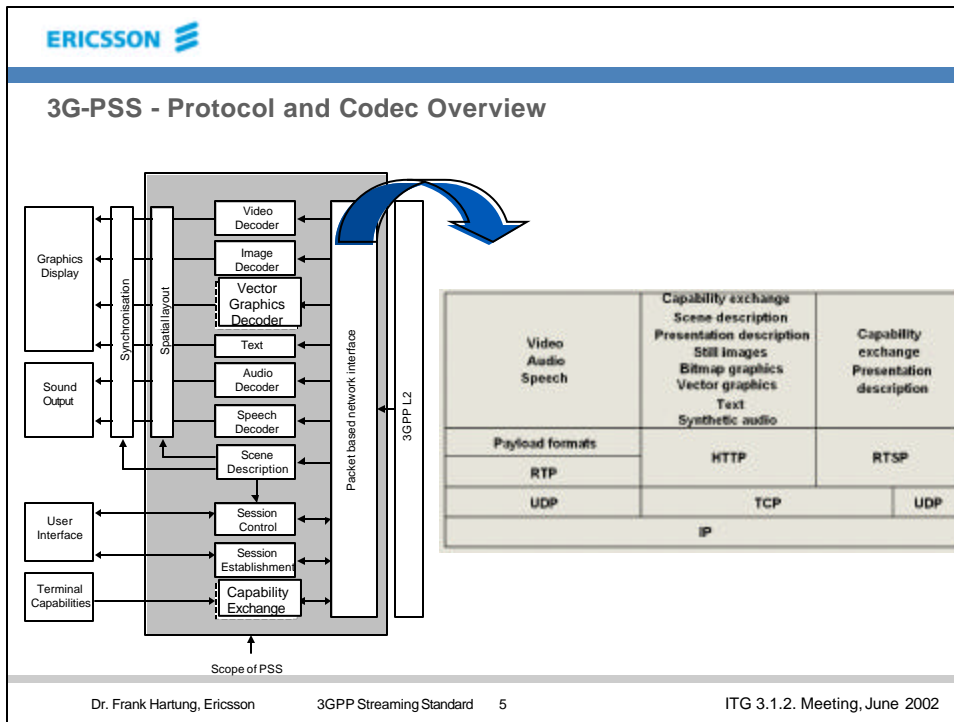 ERICSSON
3G-PSS - Protocol and Codec Overview
Graphics
Display
Sound
Output
User
Interface
Terminal
Capabilities
Synchronisation
Spatial layout
Video
Decoder
Image
Decoder
Vector
Graphics
Decoder
Text
Audio
Decoder
Speech
Decoder
Scene
Description
Session
Control
Session
Establishment
Capability
Exchange
Packet based network interface
3GPP L2
Scope of PSS
Video
Audio
Speech
Capability exchange
Scene description
Presentation description
Still images
Bitmap graphics
Vector graphics
Text
Synthetic audio
Capability
exchange
Presentation
description
Payload formats
RTP
HTTP
RTSP
UDP
TCP
UDP
IP
Dr. Frank Hartung, Ericsson 3GPP Streaming Standard 5 ITG 3.1.2. Meeting, June 2002